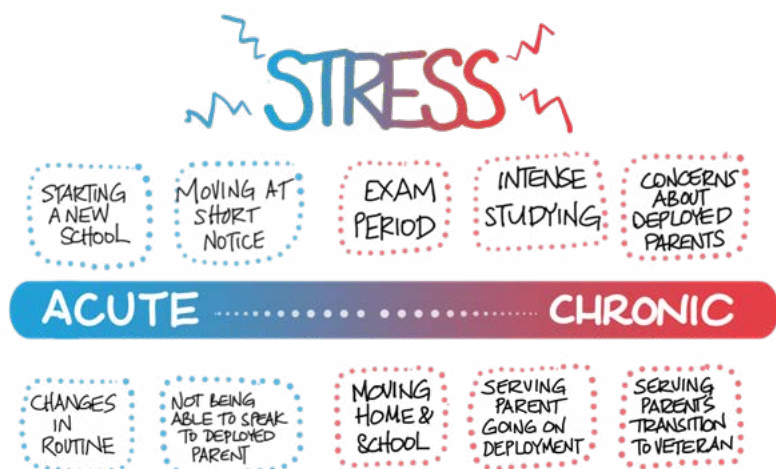 STRESS
STARTING
A NEW
SCHOOL
MOVING AT
SHORT
NOTICE
EXAM
PERIOD
INTENSE
STUDYING
CONCERNS
ABOUT
DEPLOYED
PARENTS
ACUTE
CHRONIC
CHANGES
IN
ROUTINE
NOT BEING
ABLE TO SPEAK
TO DEPLOYED
PARENT
MOVING
HOME &
SCHOOL
SERVING
PARENT
GOING ON
DEPLOYMENT
SERVING
PARENTS
TRANSITION
TO VETERAN